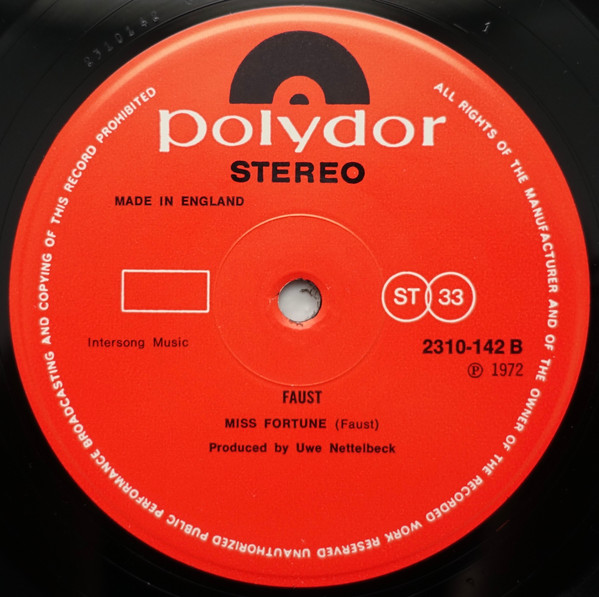 polydor
STEREO
MADE IN ENGLAND
ST 33
Intersong Music
2310-142 B
℗ 1972
FAUST
MISS FORTUNE (Faust)
Produced by Uwe Nettelbeck
ALL RIGHTS OF THE MANUFACTURER AND OF THE OWNER OF THE RECORDED WORK RESERVED UNAUTHORIZED PUBLIC PERFORMANCE BROADCASTING AND COPYING OF THIS RECORD PROHIBITED